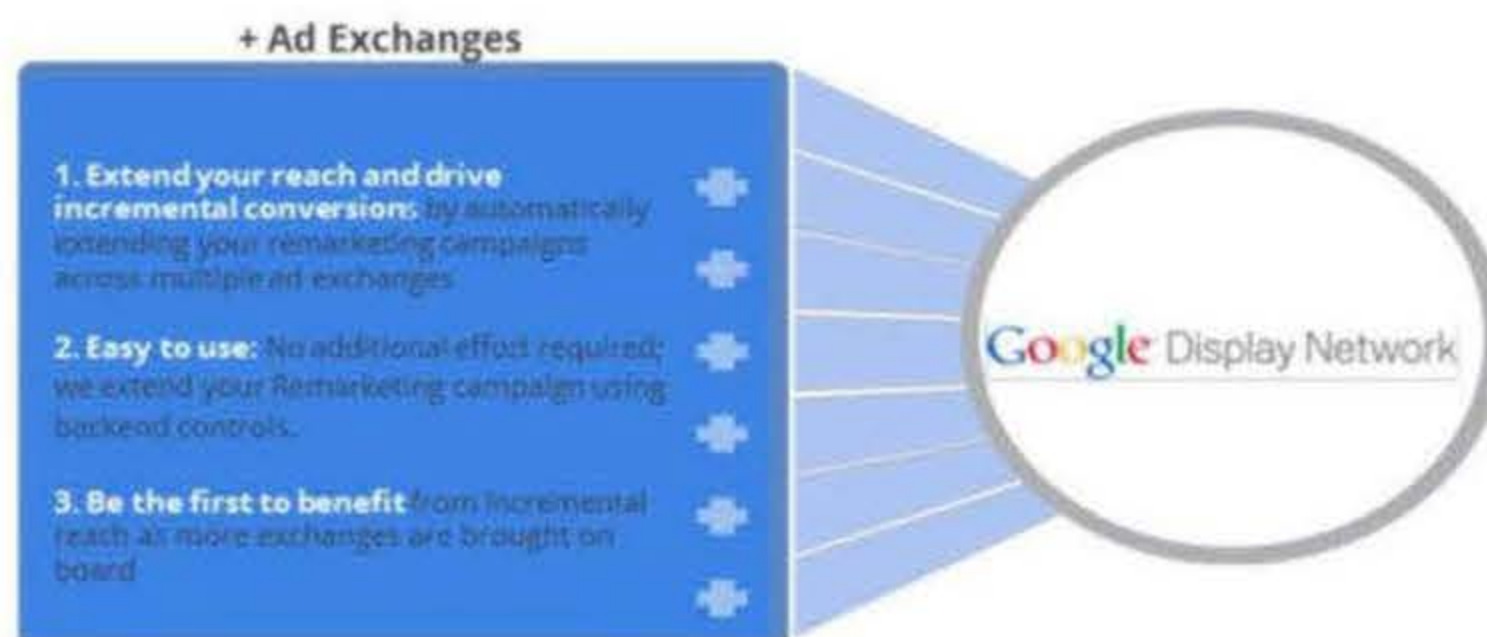 + Ad Exchanges
1. Extend your reach and drive
incremental conversions by automatically
extending your remarketing campaigns
across multiple ad exchanges
2. Easy to use: No additional effort required;
we extend your Remarketing campaign using
backend controls.
3. Be the first to benefit from incremental
reach as more exchanges are brought on
board
Google Display Network